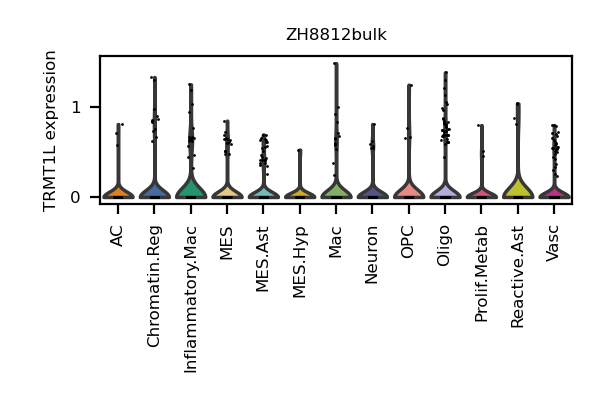 ZH8812bulk
TRMT1L expression
1
0
AC
Chromatin.Reg
Inflammatory.Mac
MES
MES.Ast
MES.Hyp
Mac
Neuron
OPC
Oligo
Prolif.Metab
Reactive.Ast
Vasc